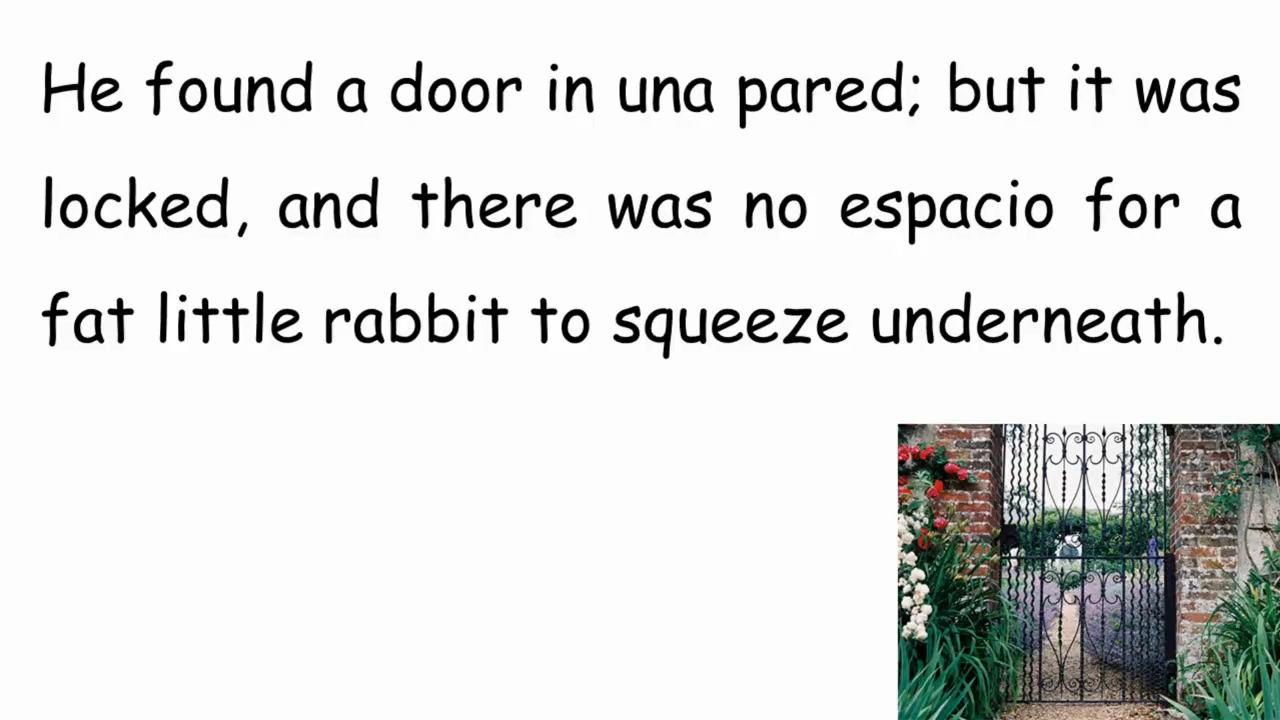 He found a door in una pared; but it was
locked, and there was no espacio for a
fat little rabbit to squeeze underneath.